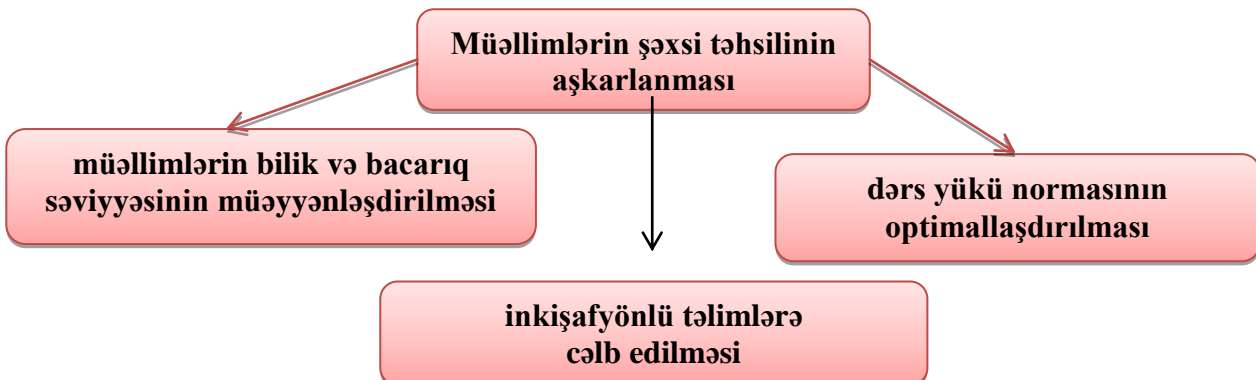 Müəllimlərin şəxsi təhsilinin
aşkarlanması
müəllimlərin bilik və bacarıq
səviyyəsinin müəyyənləşdirilməsi
dərs yükü normasının
optimallaşdırılması
inkişafyönlü təlimlərə
cəlb edilməsi